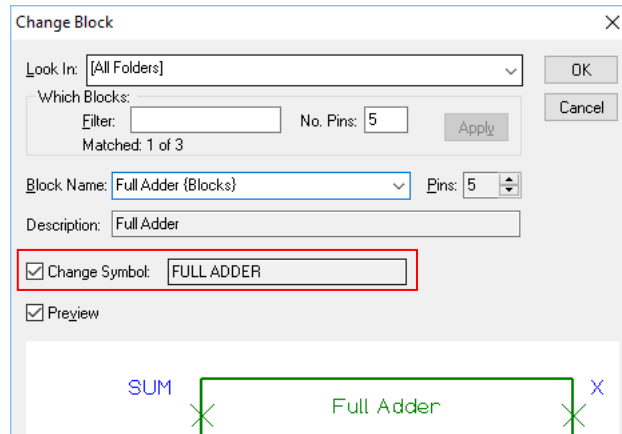 Change Block
Look In: [All Folders]
OK
Which Blocks:
Cancel
Filter: No. Pins: 5 Apply
Matched: 1 of 3
Block Name: Full Adder {Blocks} Pins: 5
Description: Full Adder
Change Symbol: FULL ADDER
Preview
SUM Full Adder X